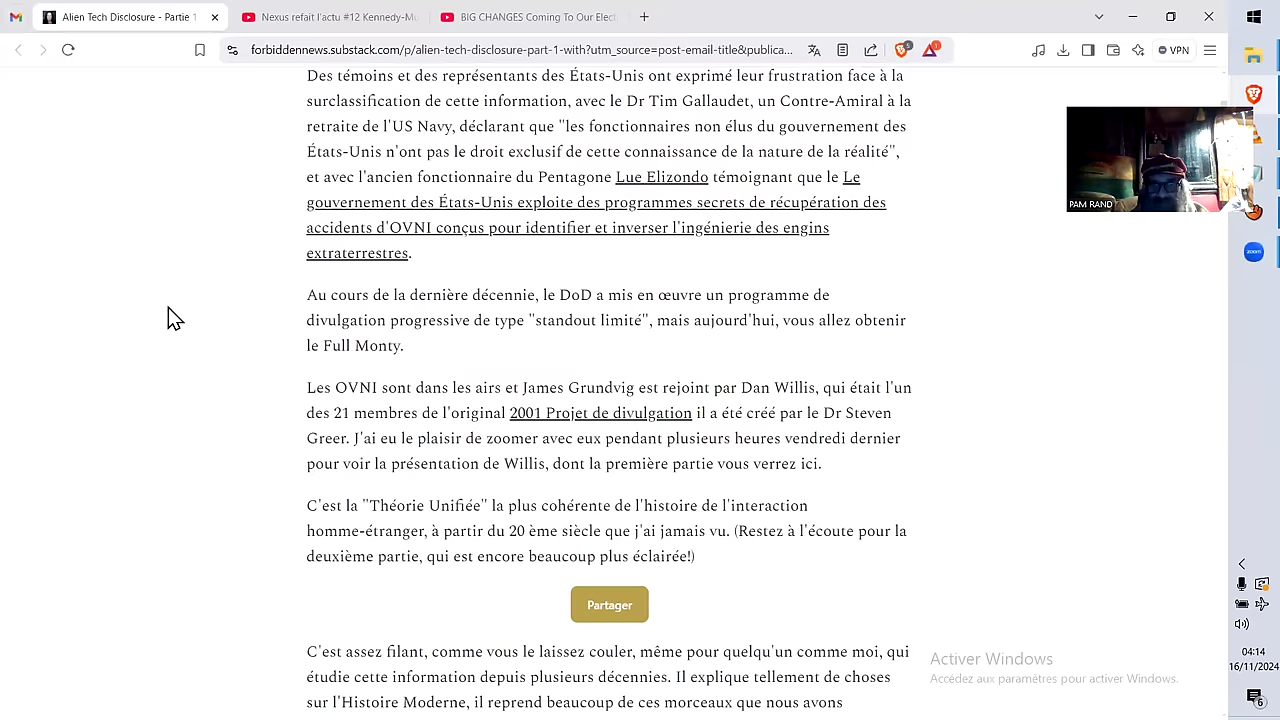 Alien Tech Disclosure - Partie 1
Nexus refait l'actu #12 Kennedy-Mu
BIG CHANGES Coming To Our Elect
forbiddennews.substack.com/p/alien-tech-disclosure-part-1-with?utm_source=post-email-title&publica...
VPN
Des témoins et des représentants des États-Unis ont exprimé leur frustration face à la
surclassification de cette information, avec le Dr Tim Gallaudet, un Contre-Amiral à la
retraite de l'US Navy, déclarant que "les fonctionnaires non élus du gouvernement des
États-Unis n'ont pas le droit exclusif de cette connaissance de la nature de la réalité",
et avec l'ancien fonctionnaire du Pentagone Lue Elizondo témoignant que le Le
gouvernement des États-Unis exploite des programmes secrets de récupération des
accidents d'OVNI conçus pour identifier et inverser l'ingénierie des engins
extraterrestres.
PAM RAND
zoom
Au cours de la dernière décennie, le DoD a mis en œuvre un programme de
divulgation progressive de type "standout limité", mais aujourd'hui, vous allez obtenir
le Full Monty.
Les OVNI sont dans les airs et James Grundvig est rejoint par Dan Willis, qui était l'un
des 21 membres de l'original 2001 Projet de divulgation il a été créé par le Dr Steven
Greer. J'ai eu le plaisir de zoomer avec eux pendant plusieurs heures vendredi dernier
pour voir la présentation de Willis, dont la première partie vous verrez ici.
C'est la "Théorie Unifiée" la plus cohérente de l'histoire de l'interaction
homme-étranger, à partir du 20 ème siècle que j'ai jamais vu. (Restez à l'écoute pour la
deuxième partie, qui est encore beaucoup plus éclairée!)
Partager
C'est assez filant, comme vous le laissez couler, même pour quelqu'un comme moi, qui
étudie cette information depuis plusieurs décennies. Il explique tellement de choses
sur l'Histoire Moderne, il reprend beaucoup de ces morceaux que nous avons
Activer Windows
Accédez aux paramètres pour activer Windows.
04:14
16/11/2024
6